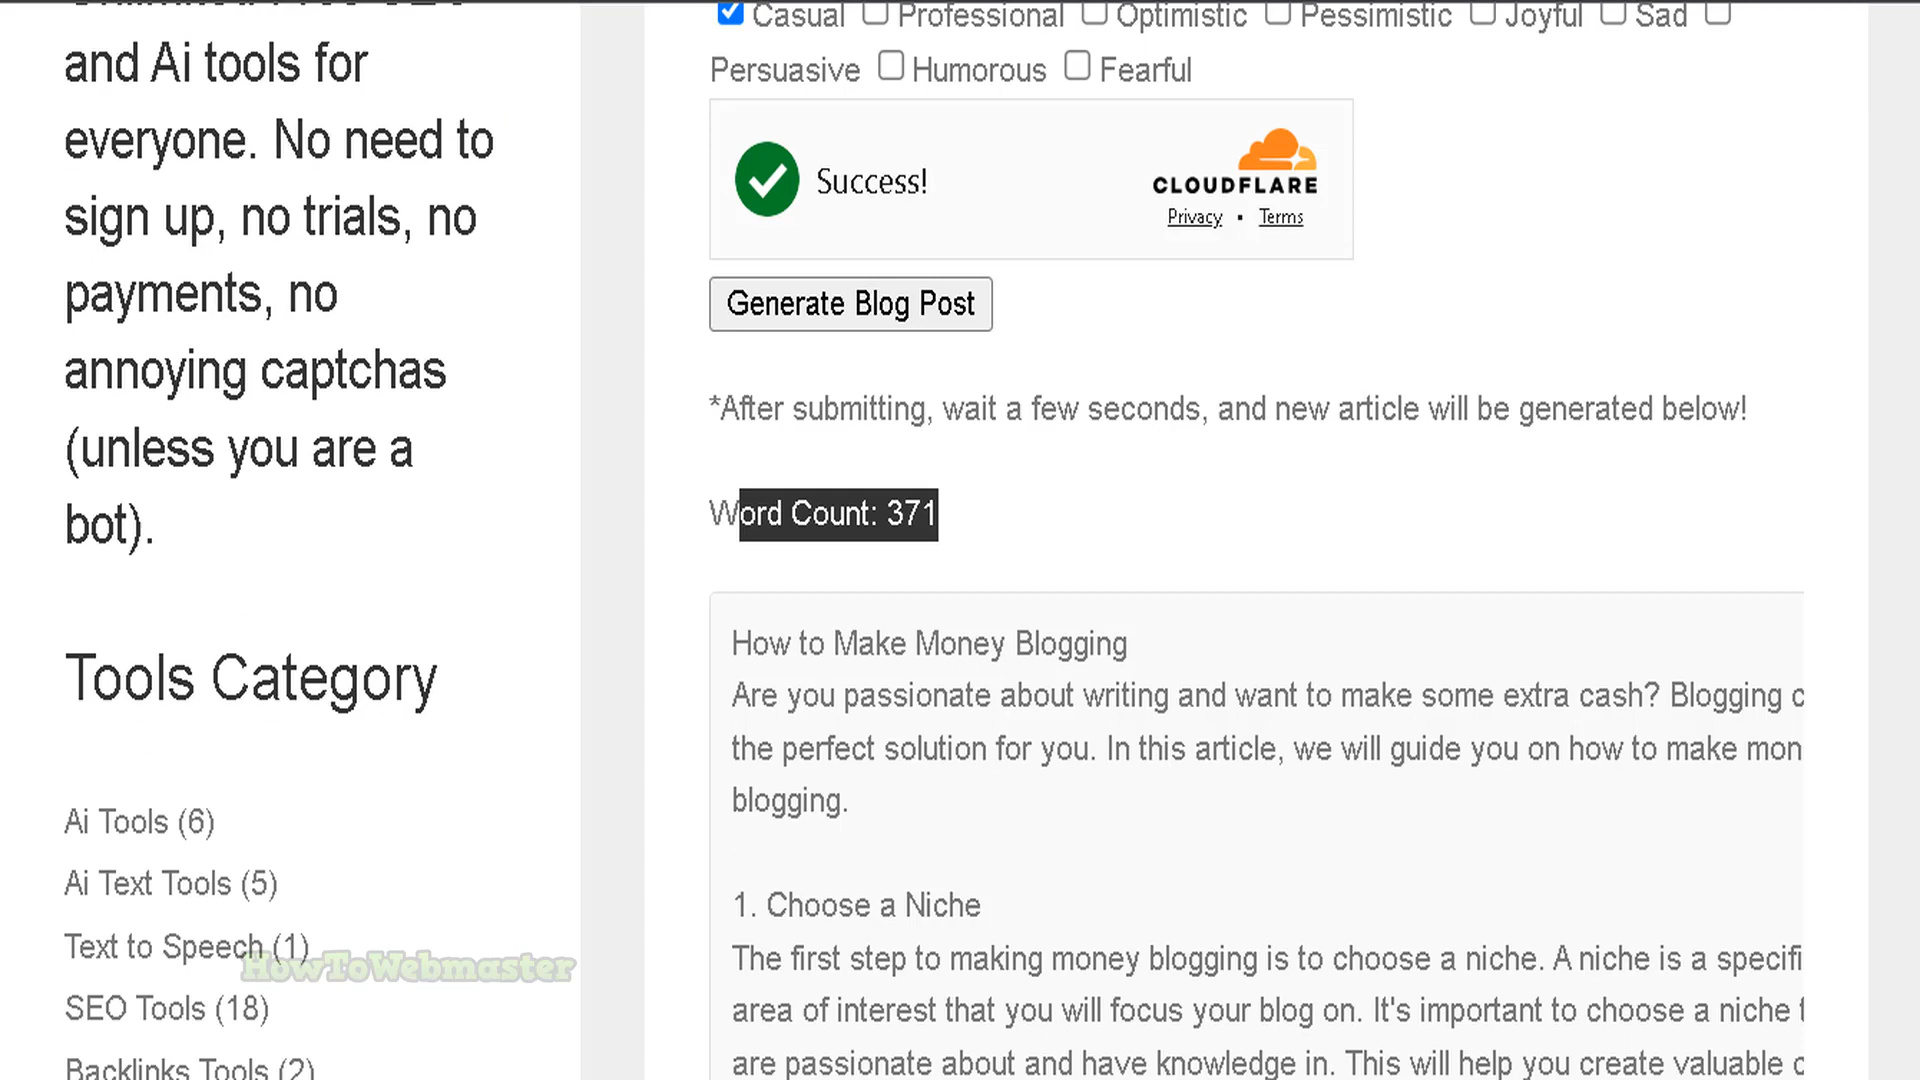 and Ai tools for
everyone. No need to
sign up, no trials, no
payments, no
annoying captchas
(unless you are a
bot).
Tools Category
Ai Tools (6)
Ai Text Tools (5)
Text to Speech (1)
SEO Tools (18)
Backlinks Tools (2)
HowToWebmaster
Casual Professional Optimistic Pessimistic Joyful Sad
Persuasive Humorous Fearful
Success!
CLOUDFLARE
Privacy • Terms
Generate Blog Post
*After submitting, wait a few seconds, and new article will be generated below!
Word Count: 371
How to Make Money Blogging
Are you passionate about writing and want to make some extra cash? Blogging c
the perfect solution for you. In this article, we will guide you on how to make mon
blogging.
1. Choose a Niche
The first step to making money blogging is to choose a niche. A niche is a specifi
area of interest that you will focus your blog on. It's important to choose a niche t
are passionate about and have knowledge in. This will help you create valuable c